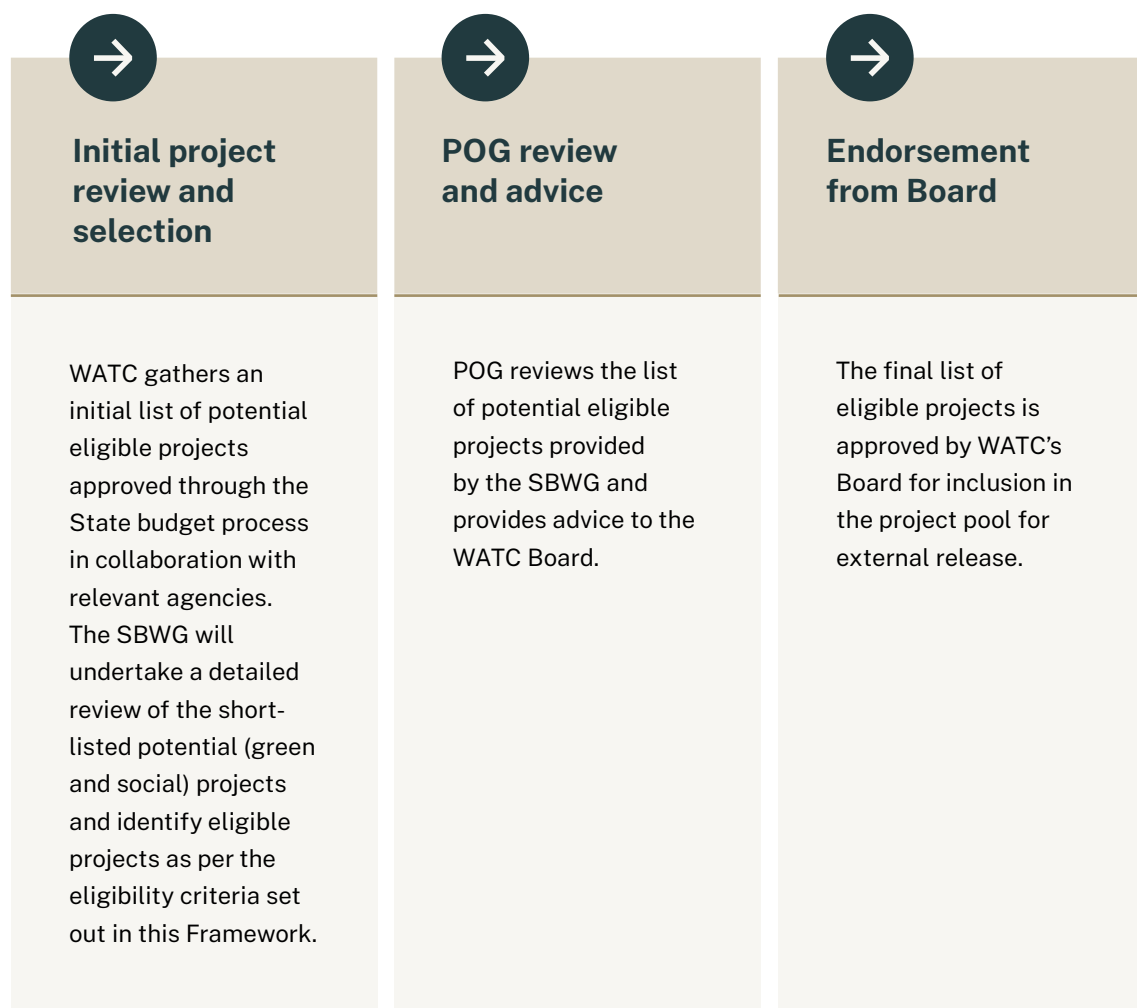 Initial project
review and
selection
WATC gathers an
initial list of potential
eligible projects
approved through the
State budget process
in collaboration with
relevant agencies.
The SBWG will
undertake a detailed
review of the short-
listed potential (green
and social) projects
and identify eligible
projects as per the
eligibility criteria set
out in this Framework.
POG review
and advice
POG reviews the list
of potential eligible
projects provided
by the SBWG and
provides advice to the
WATC Board.
Endorsement
from Board
The final list of
eligible projects is
approved by WATC’s
Board for inclusion in
the project pool for
external release.